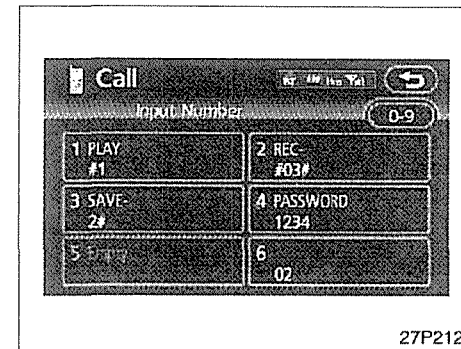 Call
Input Number
0-9
1 PLAY
#1
2 REC-
#03#
3 SAVE-
2#
4 PASSWORD
1234
5 Empty
6
02
27P212